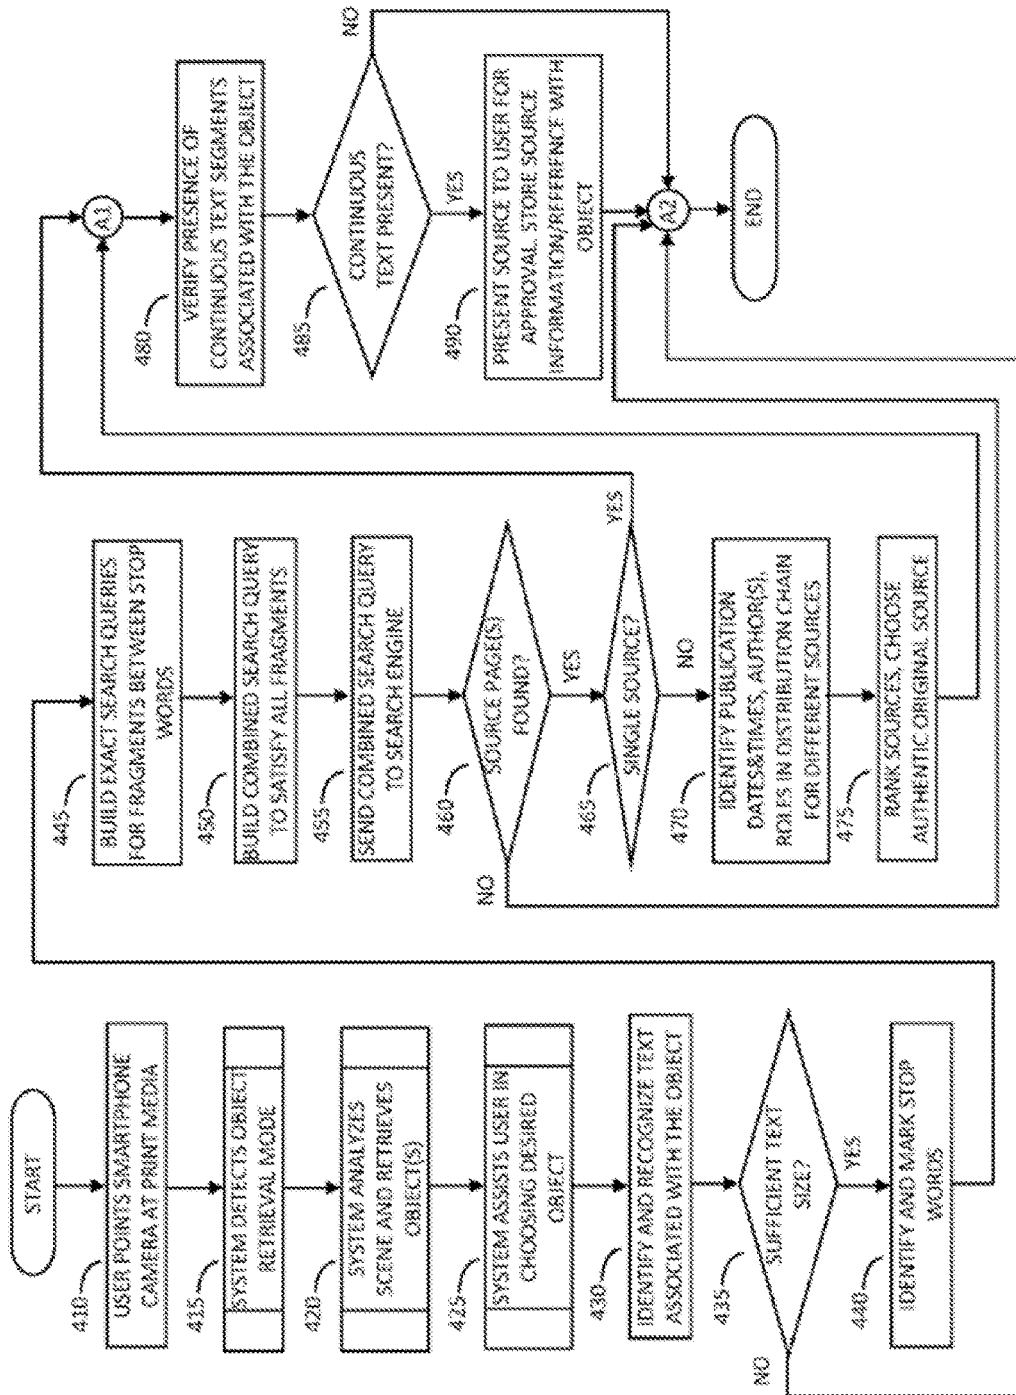 START
410
USER POINTS SMARTPHONE
CAMERA AT PRINT MEDIA
415
SYSTEM DETECTS OBJECT
RETRIEVAL MODE
420
SYSTEM ANALYZES
SCENE AND RETRIEVES
OBJECT(S)
425
SYSTEM ASSISTS USER IN
CHOOSING DESIRED
OBJECT
430
IDENTIFY AND RECOGNIZE TEXT
ASSOCIATED WITH THE OBJECT
435
SUFFICIENT TEXT
SIZE?
NO
YES
440
IDENTIFY AND MARK STOP
WORDS
445
BUILD EXACT SEARCH QUERIES
FOR FRAGMENTS BETWEEN STOP
WORDS
450
BUILD COMBINED SEARCH QUERY
TO SATISFY ALL FRAGMENTS
455
SEND COMBINED SEARCH QUERY
TO SEARCH ENGINE
460
SOURCE PAGE(S)
FOUND?
NO
YES
465
SINGLE SOURCE?
YES
NO
470
IDENTIFY PUBLICATION
DATES&TIMES, AUTHOR(S),
ROLES IN DISTRIBUTION CHAIN
FOR DIFFERENT SOURCES
475
RANK SOURCES, CHOOSE
AUTHENTIC ORIGINAL SOURCE
A1
480
VERIFY PRESENCE OF
CONTINUOUS TEXT SEGMENTS
ASSOCIATED WITH THE OBJECT
485
CONTINUOUS
TEXT PRESENT?
NO
YES
490
PRESENT SOURCE TO USER FOR
APPROVAL. STORE SOURCE
INFORMATION/REFERENCE WITH
OBJECT
A2
END